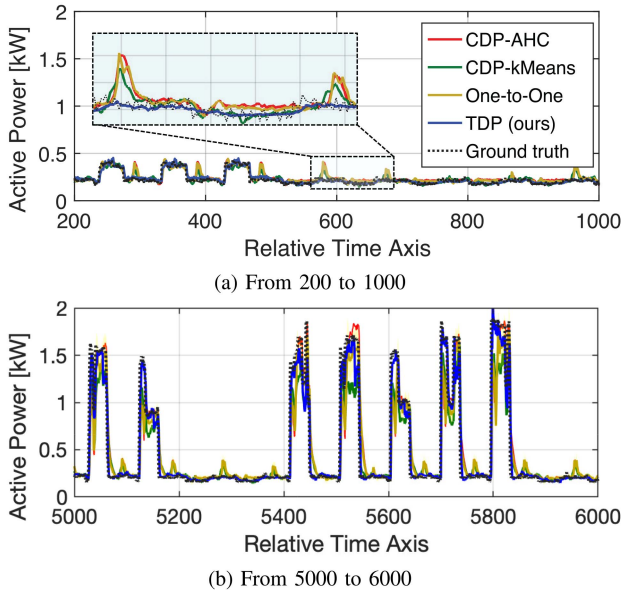 2
1.5
1
0.5
0
Active Power [kW]
CDP-AHC
CDP-kMeans
One-to-One
TDP (ours)
Ground truth
200 400 600 800 1000
Relative Time Axis
(a) From 200 to 1000
2
1.5
1
0.5
0
Active Power [kW]
5000 5200 5400 5600 5800 6000
Relative Time Axis
(b) From 5000 to 6000